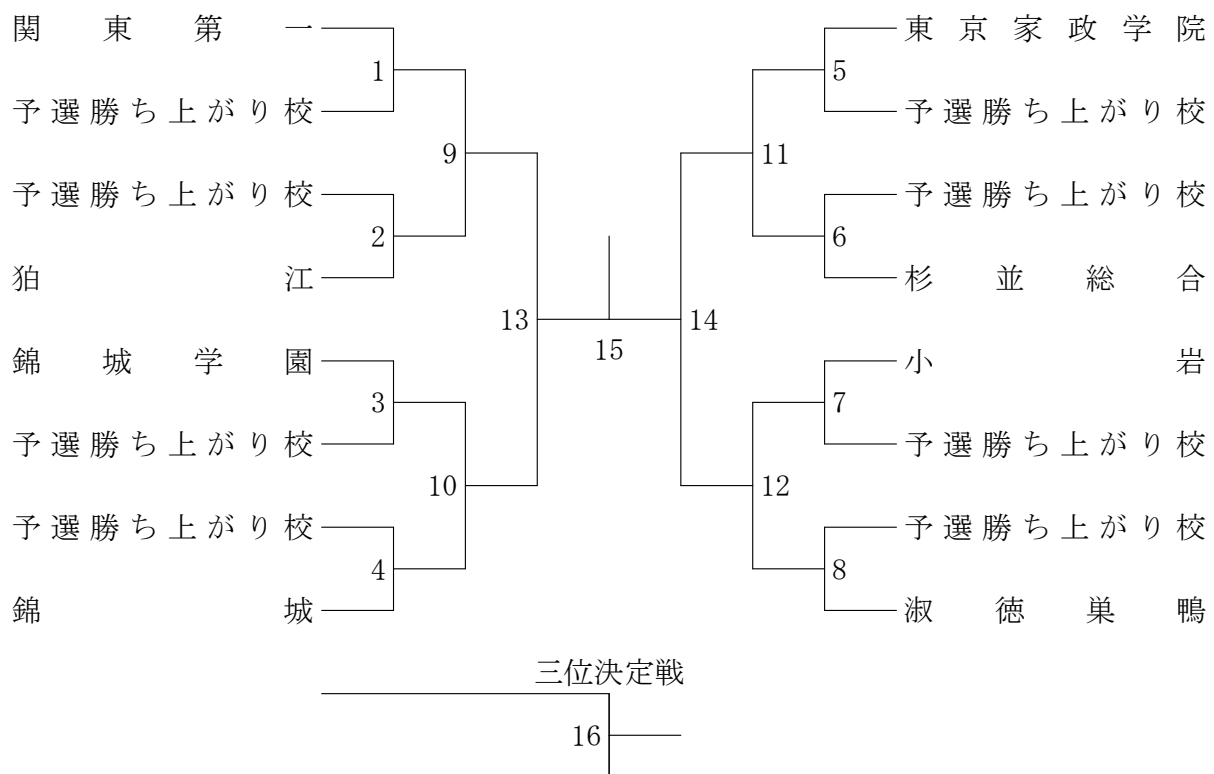 関東第一
1
予選勝ち上がり校
9
予選勝ち上がり校
2
狛江
13
錦城学園
3
予選勝ち上がり校
10
予選勝ち上がり校
4
錦城
15
東京家政学院
5
予選勝ち上がり校
11
予選勝ち上がり校
6
杉並総合
14
小岩
7
予選勝ち上がり校
12
予選勝ち上がり校
8
淑徳巣鴨
三位決定戦
16